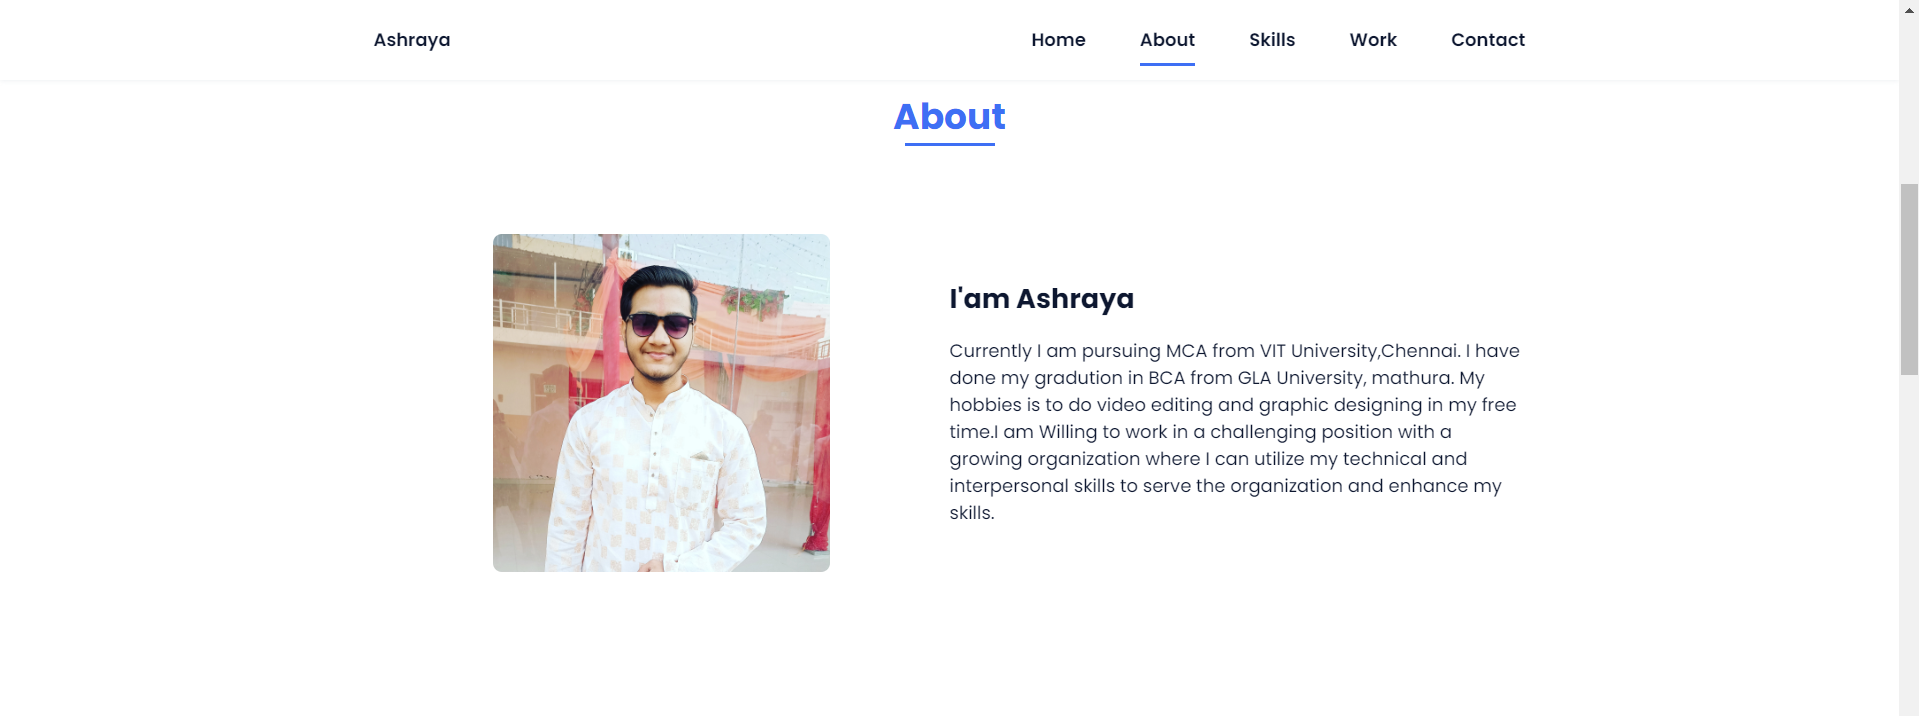 Ashraya
Home About Skills Work Contact
About
I'am Ashraya
Currently I am pursuing MCA from VIT University,Chennai. I have
done my gradution in BCA from GLA University, mathura. My
hobbies is to do video editing and graphic designing in my free
time.I am Willing to work in a challenging position with a
growing organization where I can utilize my technical and
interpersonal skills to serve the organization and enhance my
skills.